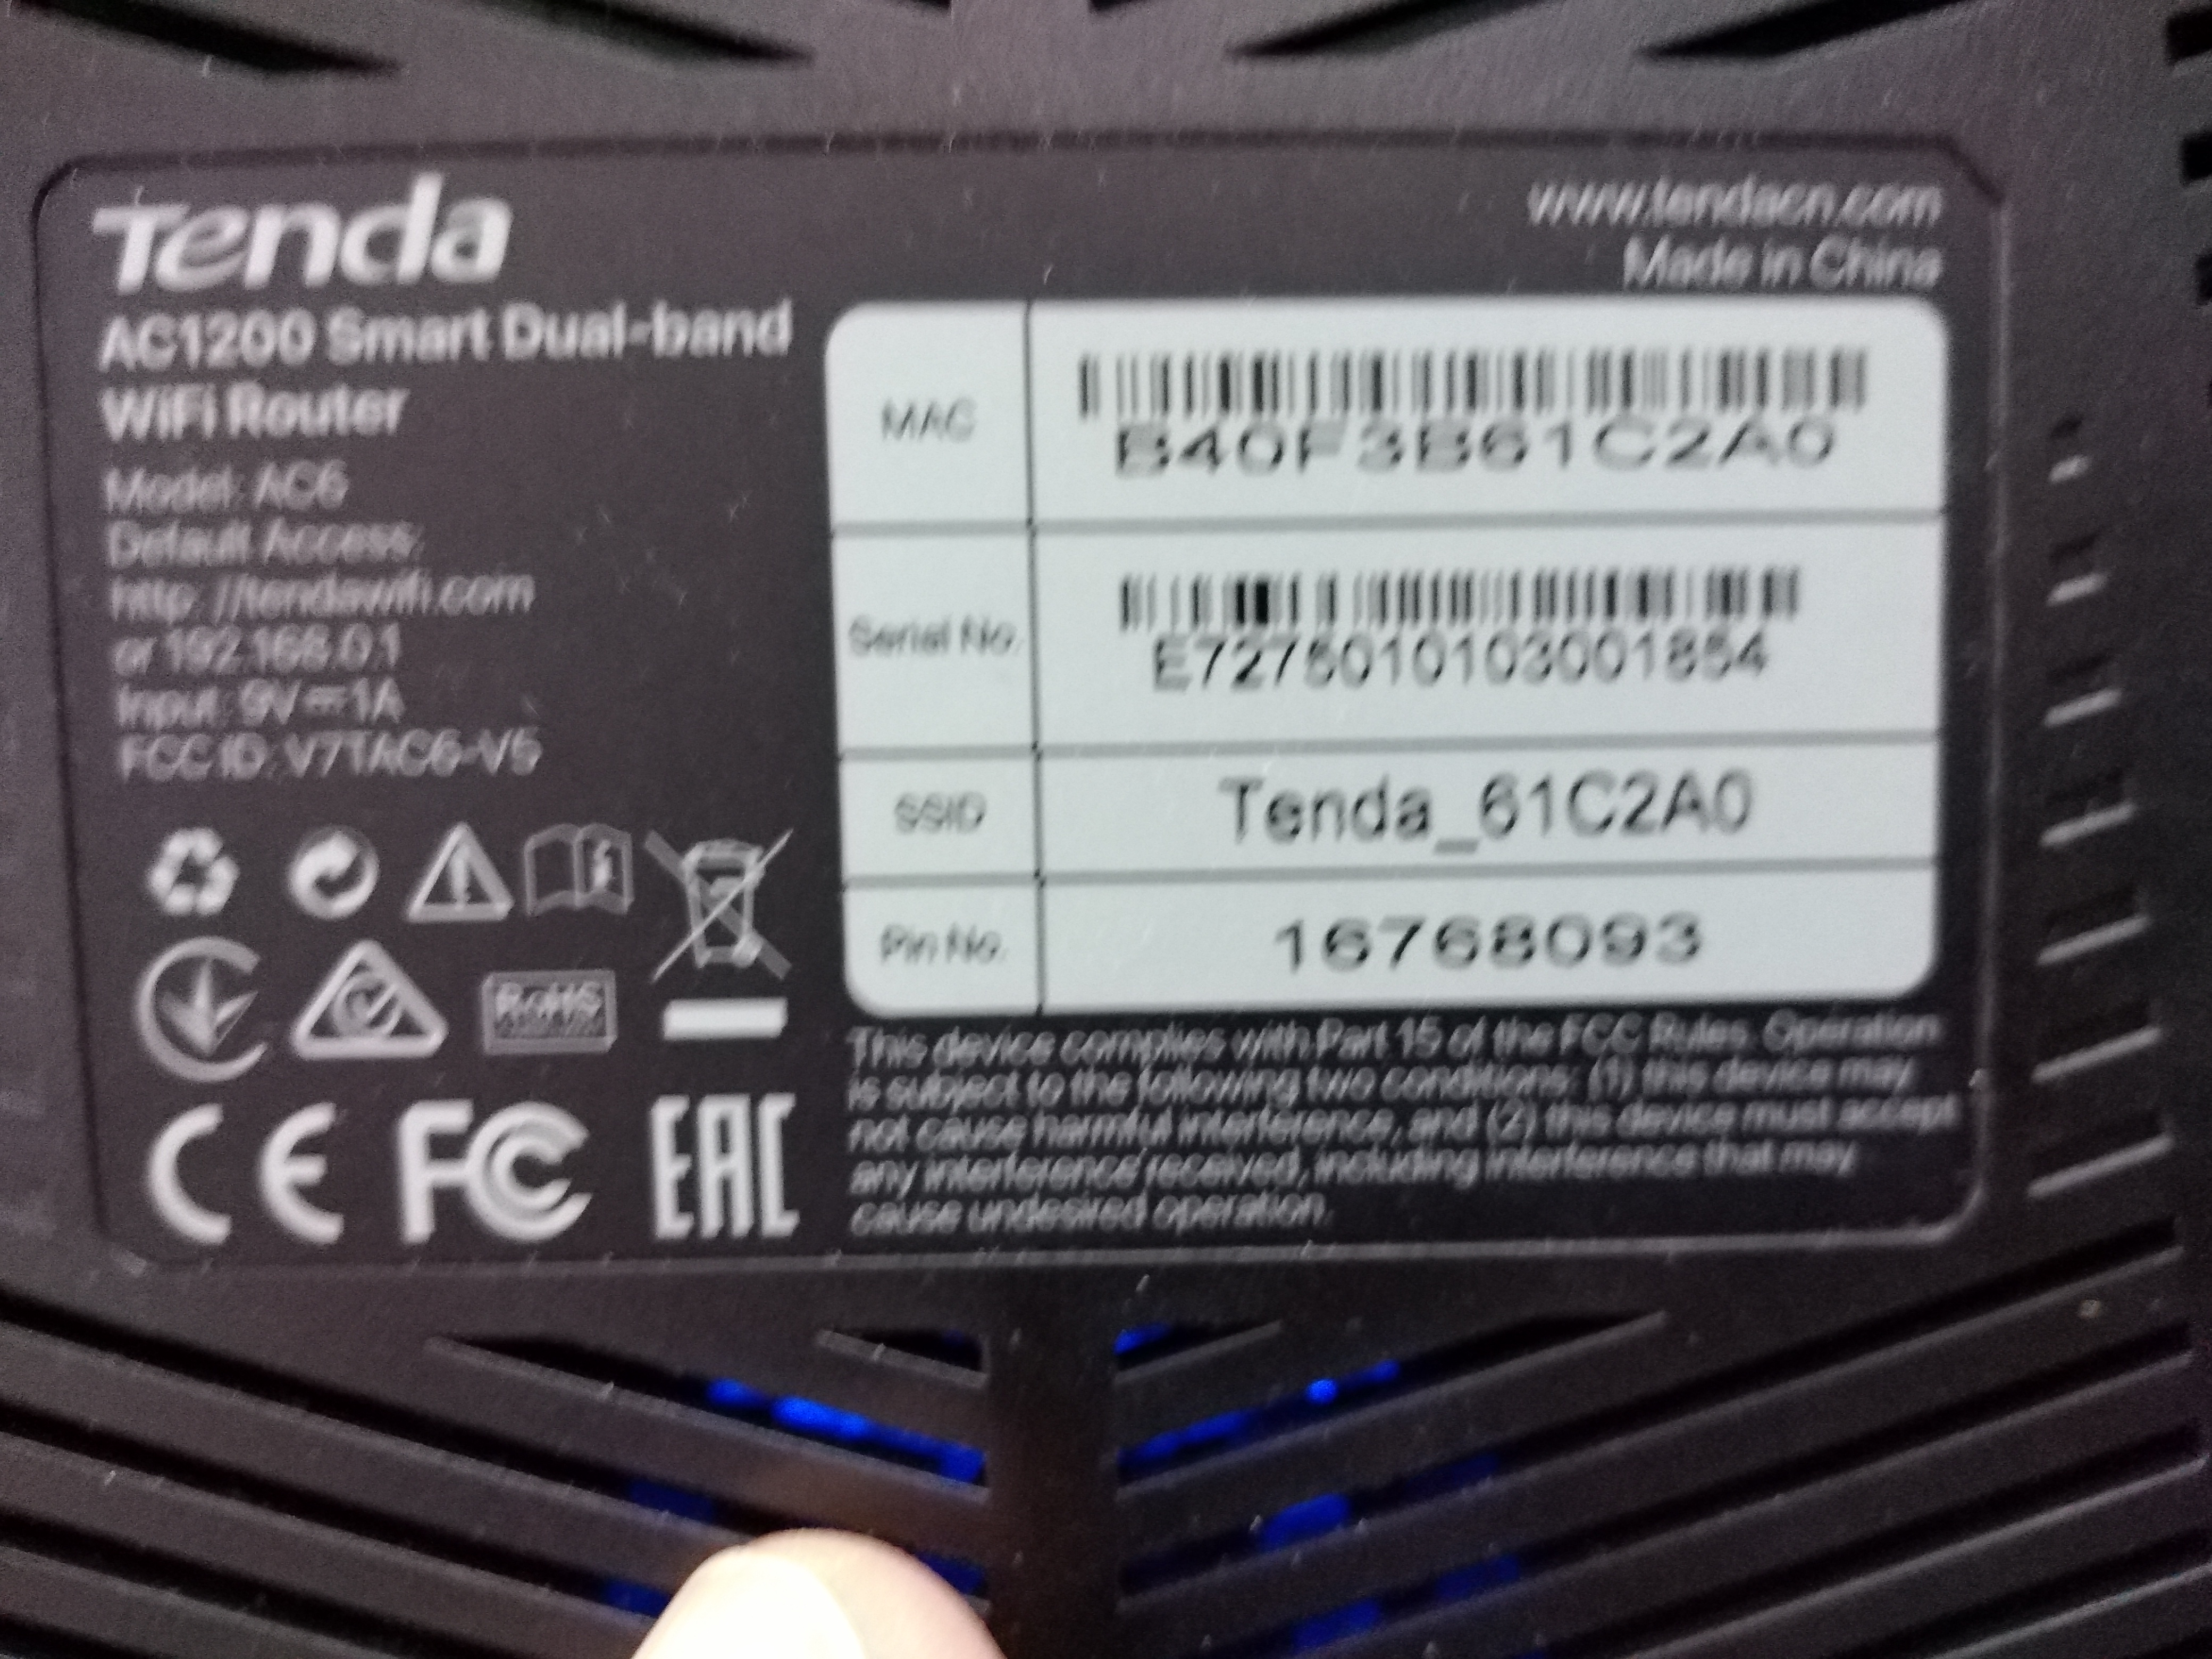 Tenda
www.tendacn.com
Made in China
AC1200 Smart Dual-band
WiFi Router
Model: AC6
Default Access:
http: //tendawifi.com
or 192.168.0.1
Input: 9V⎓1A
FCC ID: V7TAC6-V5
MAC
B40F3B61C2A0
Serial No.
E7275010103001854
SSID
Tenda_61C2A0
Pin No.
16768093
RoHS
CE FC EAC
This device complies with Part 15 of the FCC Rules. Operation
is subject to the following two conditions: (1) this device may
not cause harmful interference, and (2) this device must accept
any interference received, including interference that may
cause undesired operation.